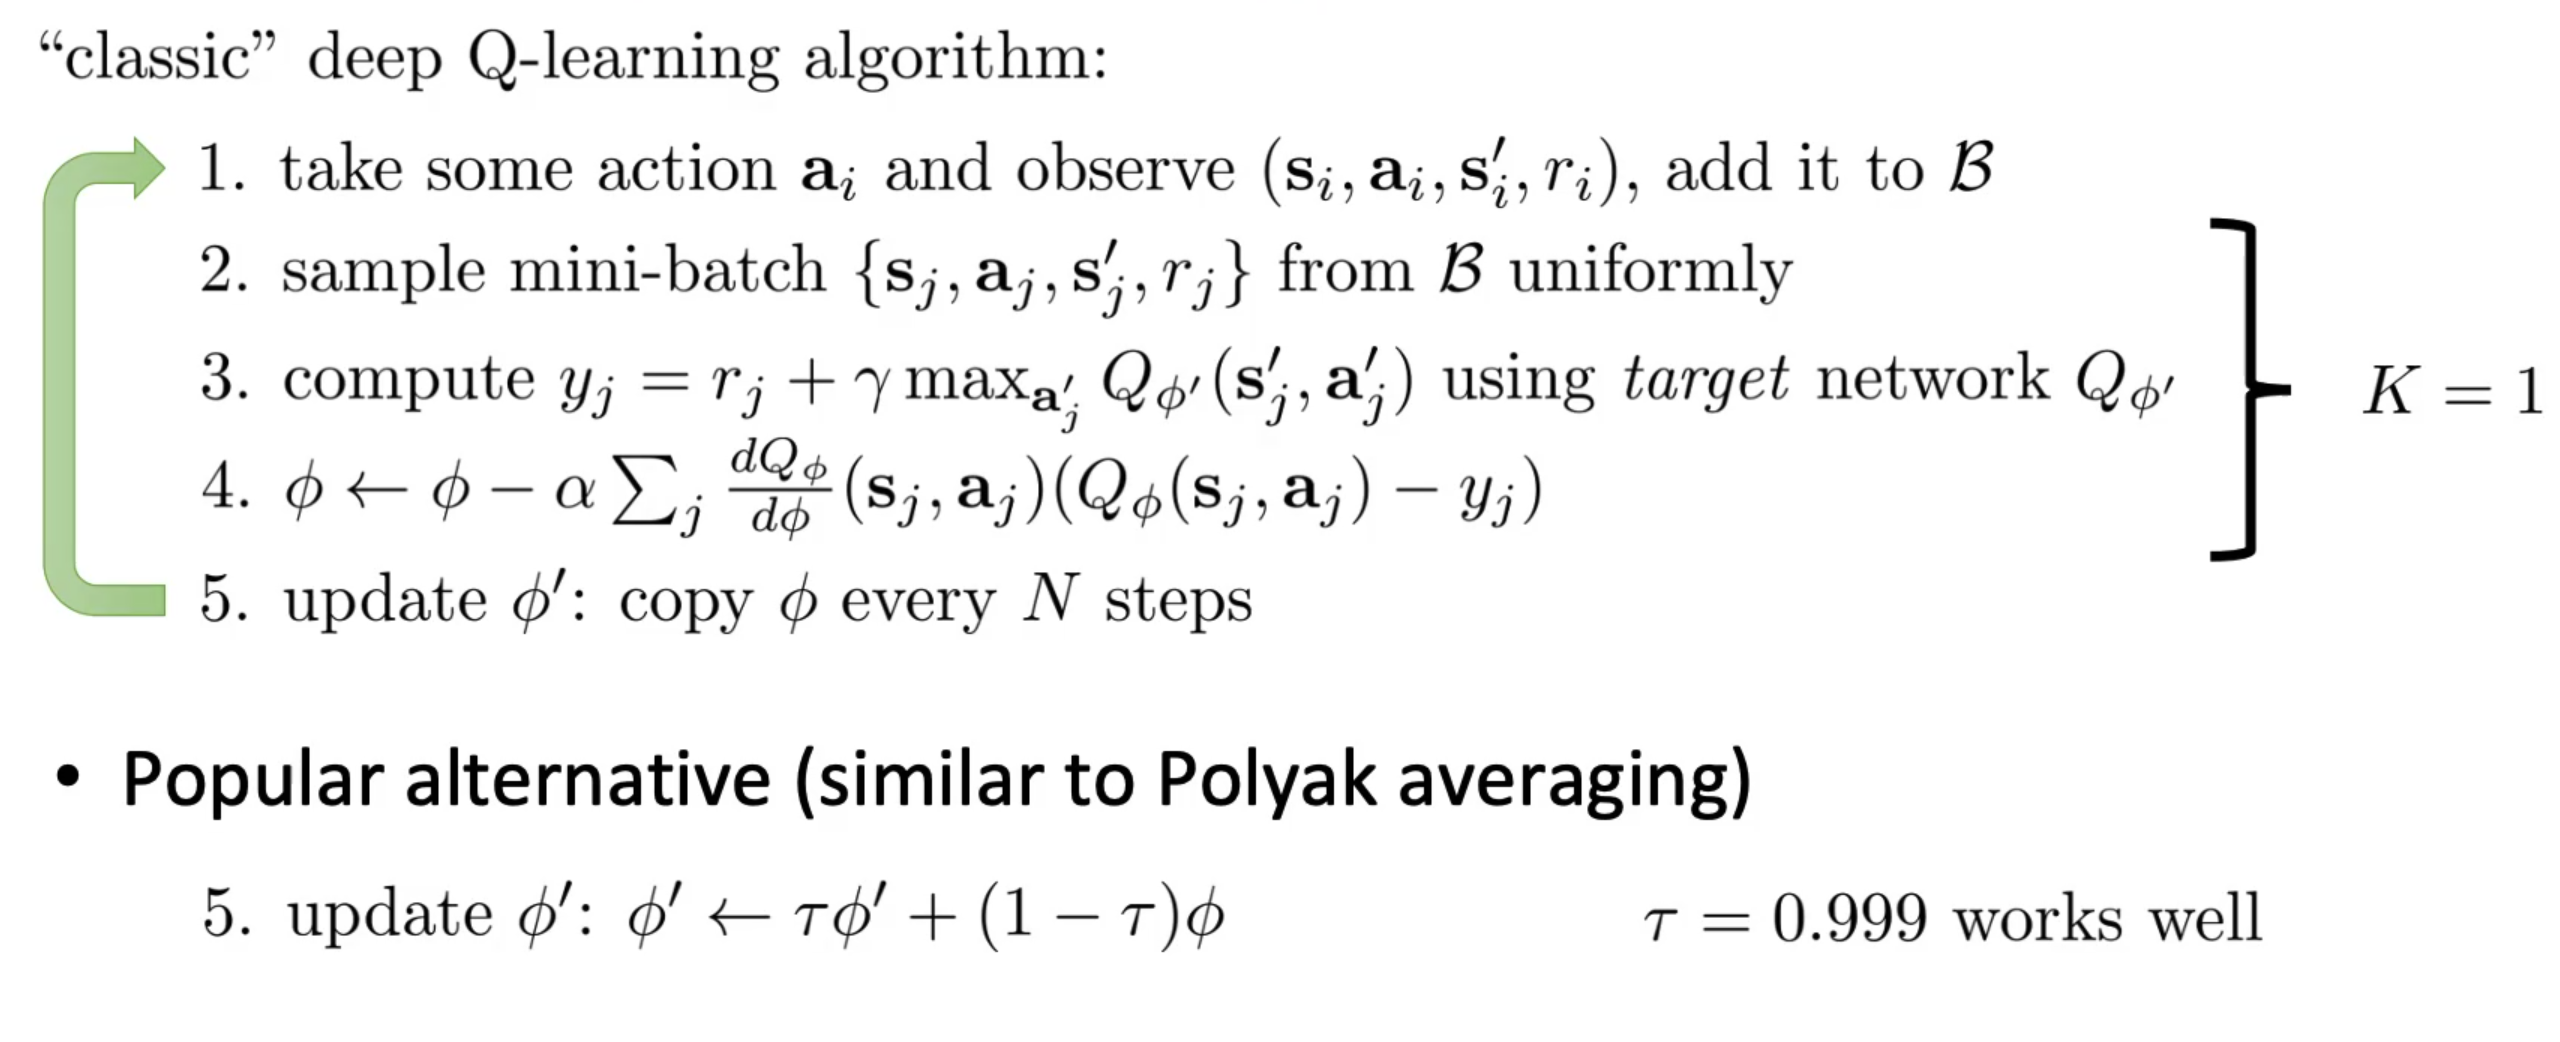 “classic” deep Q-learning algorithm:
1. take some action $\mathbf{a}_i$ and observe $(\mathbf{s}_i, \mathbf{a}_i, \mathbf{s}'_i, r_i)$, add it to $\mathcal{B}$
2. sample mini-batch $\{\mathbf{s}_j, \mathbf{a}_j, \mathbf{s}'_j, r_j\}$ from $\mathcal{B}$ uniformly
3. compute $y_j = r_j + \gamma \max_{\mathbf{a}'_j} Q_{\phi'}(\mathbf{s}'_j, \mathbf{a}'_j)$ using target network $Q_{\phi'}$
$K = 1$
4. $\phi \leftarrow \phi - \alpha \sum_j \frac{dQ_\phi}{d\phi}(\mathbf{s}_j, \mathbf{a}_j)(Q_\phi(\mathbf{s}_j, \mathbf{a}_j) - y_j)$
5. update $\phi'$: copy $\phi$ every $N$ steps
• Popular alternative (similar to Polyak averaging)
5. update $\phi'$: $\phi' \leftarrow \tau\phi' + (1 - \tau)\phi$
$\tau = 0.999$ works well